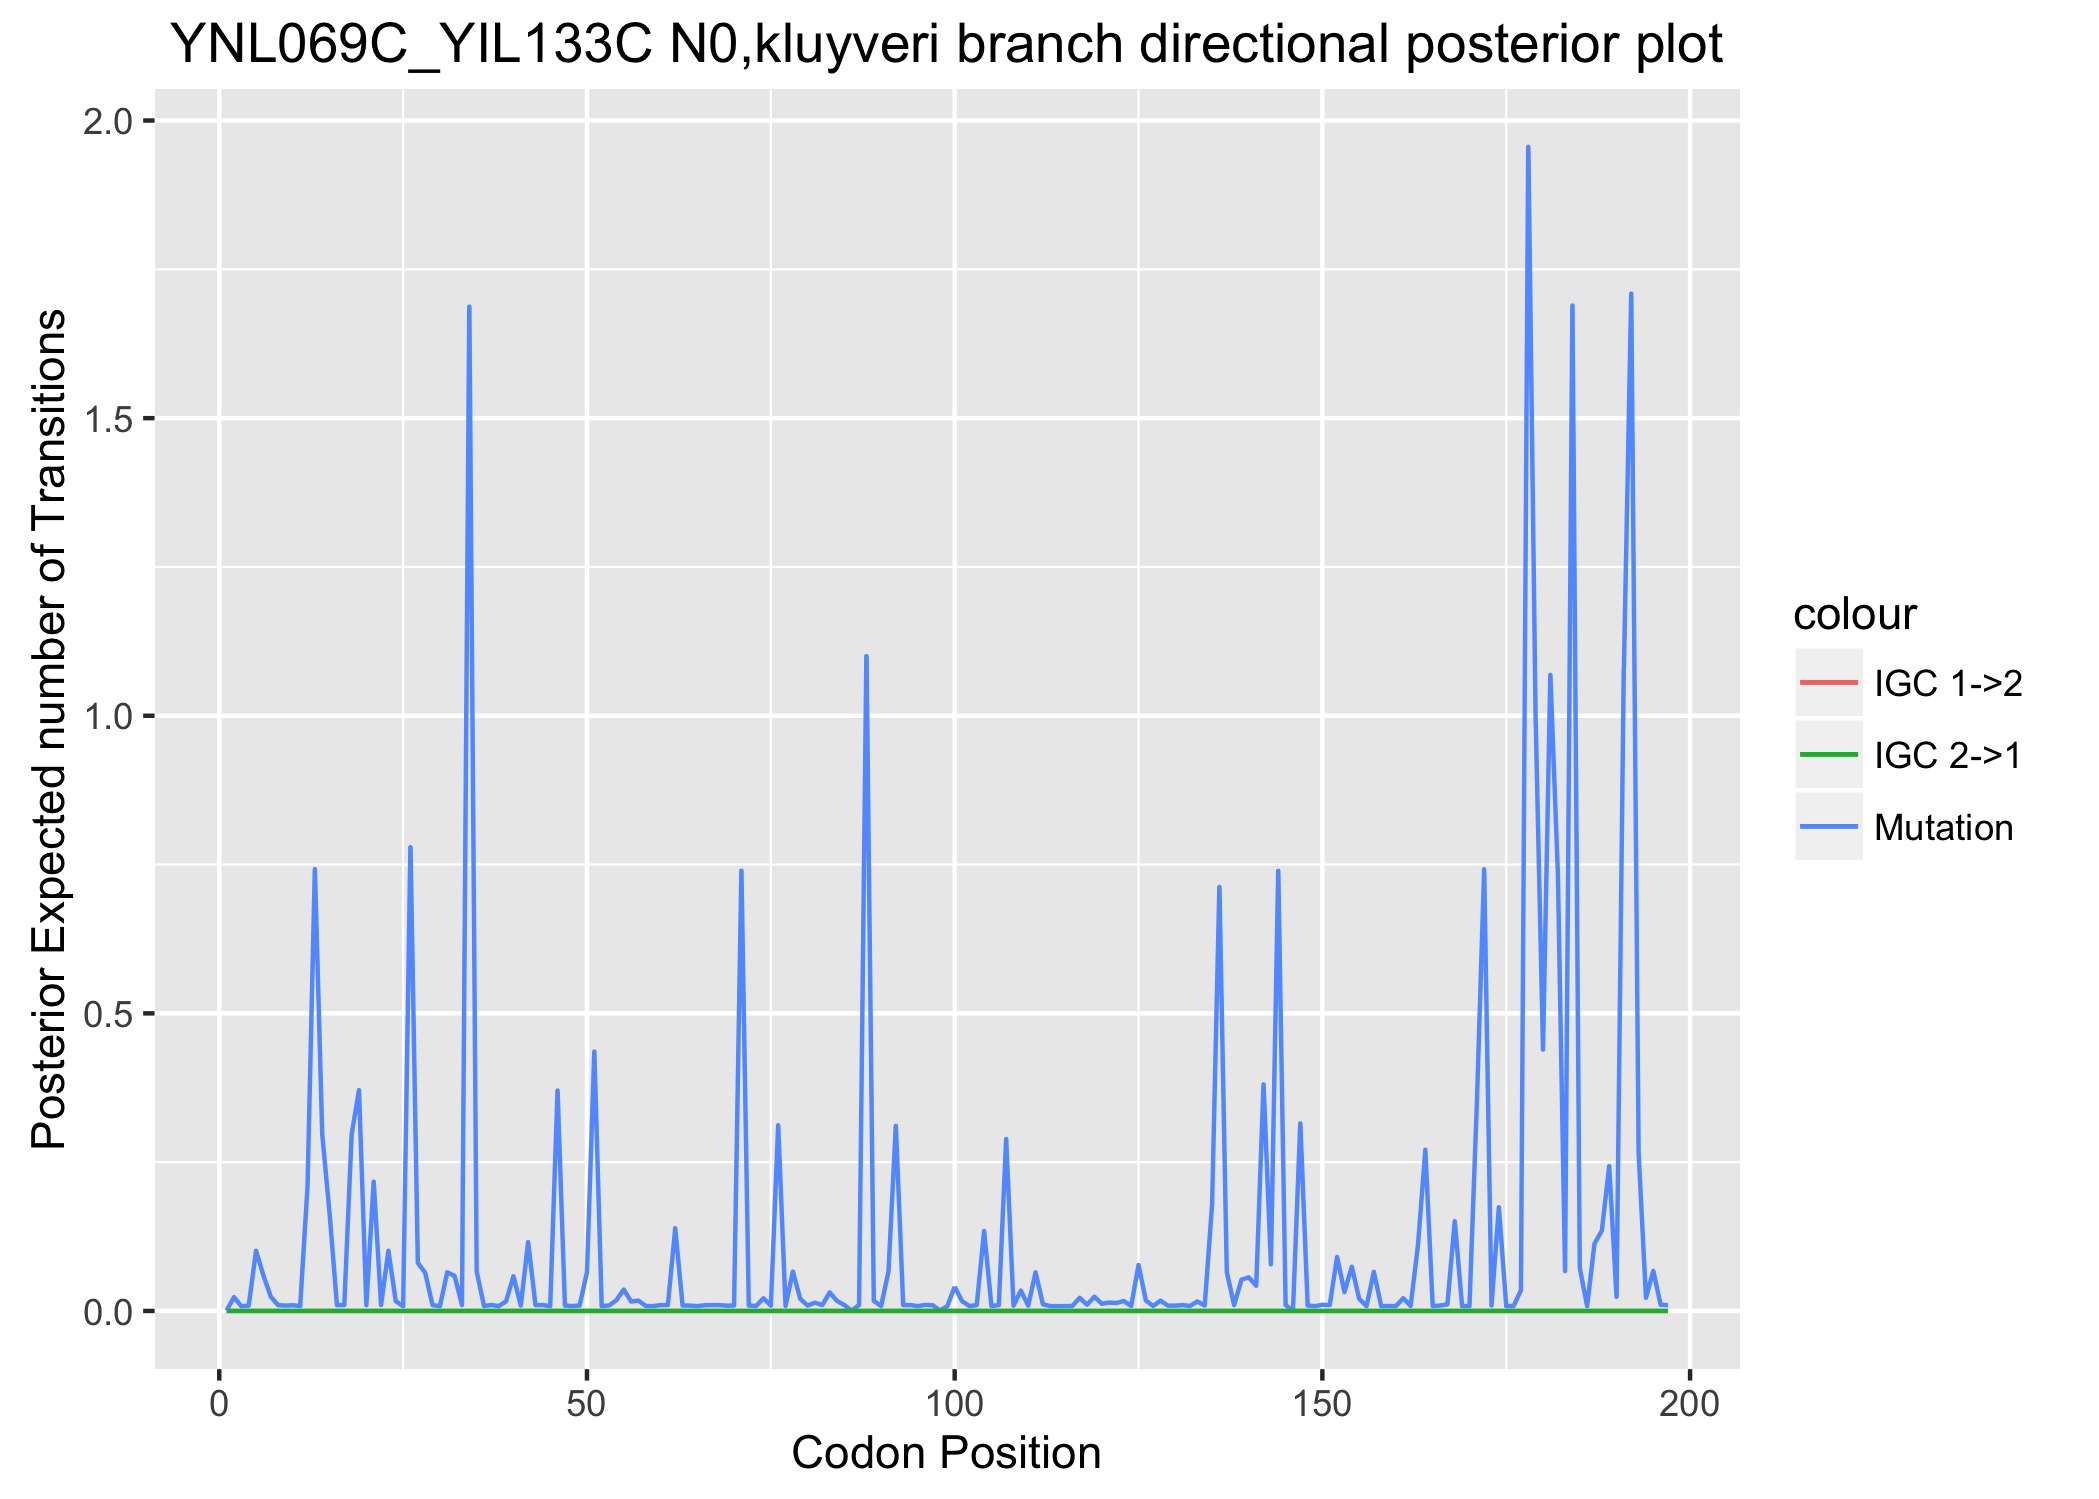 YNL069C_YIL133C N0,kluyveri branch directional posterior plot
Posterior Expected number of Transitions
2.0
1.5
1.0
0.5
0.0
0 50 100 150 200
Codon Position
colour
IGC 1->2
IGC 2->1
Mutation